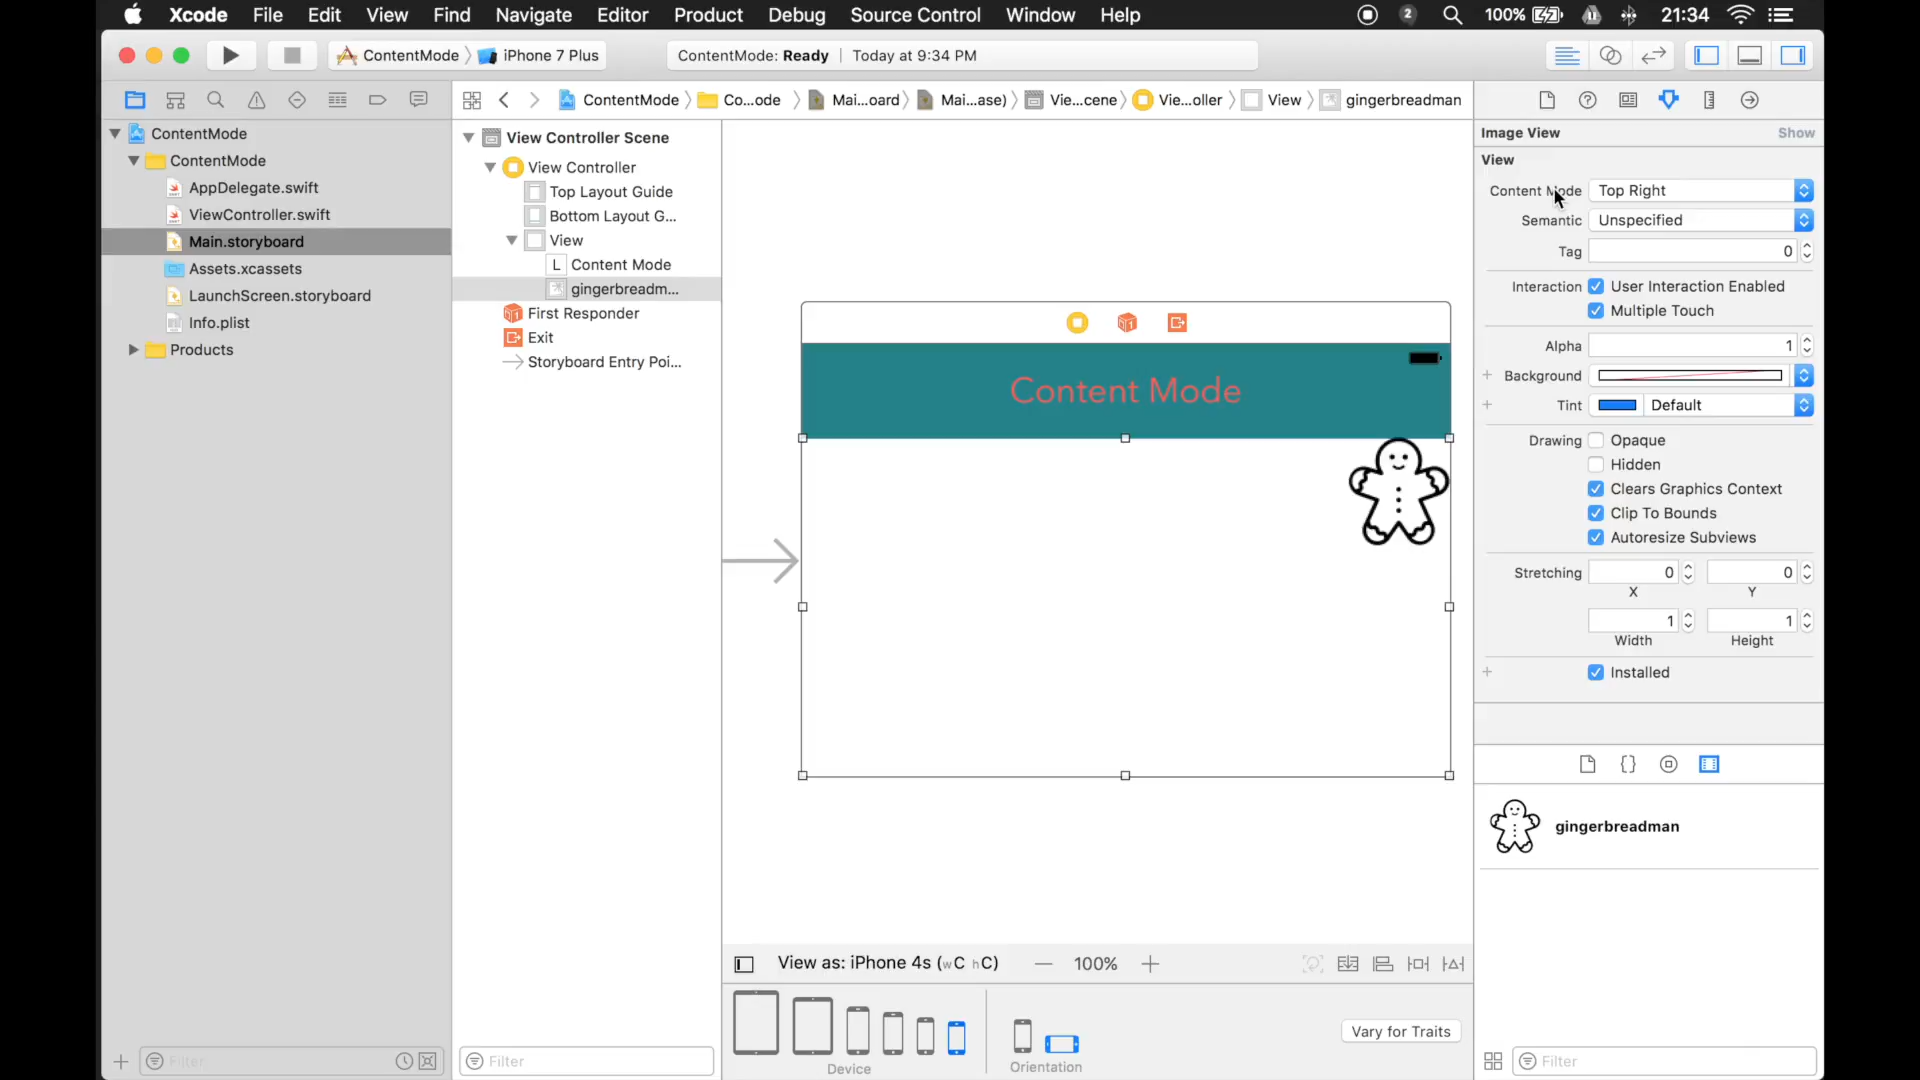 Xcode File Edit View Find Navigate Editor Product Debug Source Control Window Help 2 100% 21:34
ContentMode iPhone 7 Plus ContentMode: Ready Today at 9:34 PM
ContentMode Co...ode Mai...oard Mai...ase) Vie...cene Vie...oller View gingerbreadman
ContentMode
ContentMode
AppDelegate.swift
ViewController.swift
Main.storyboard
Assets.xcassets
LaunchScreen.storyboard
Info.plist
Products
Filter
View Controller Scene
View Controller
Top Layout Guide
Bottom Layout G...
View
L Content Mode
gingerbreadm...
First Responder
Exit
Storyboard Entry Poi...
Filter
Content Mode
View as: iPhone 4s (wC hC) 100%
Device
Orientation
Vary for Traits
Image View Show
View
Content Mode Top Right
Semantic Unspecified
Tag 0
Interaction User Interaction Enabled
Multiple Touch
Alpha 1
Background
Tint Default
Drawing Opaque
Hidden
Clears Graphics Context
Clip To Bounds
Autoresize Subviews
Stretching 0 0
X Y
1 1
Width Height
Installed
gingerbreadman
Filter